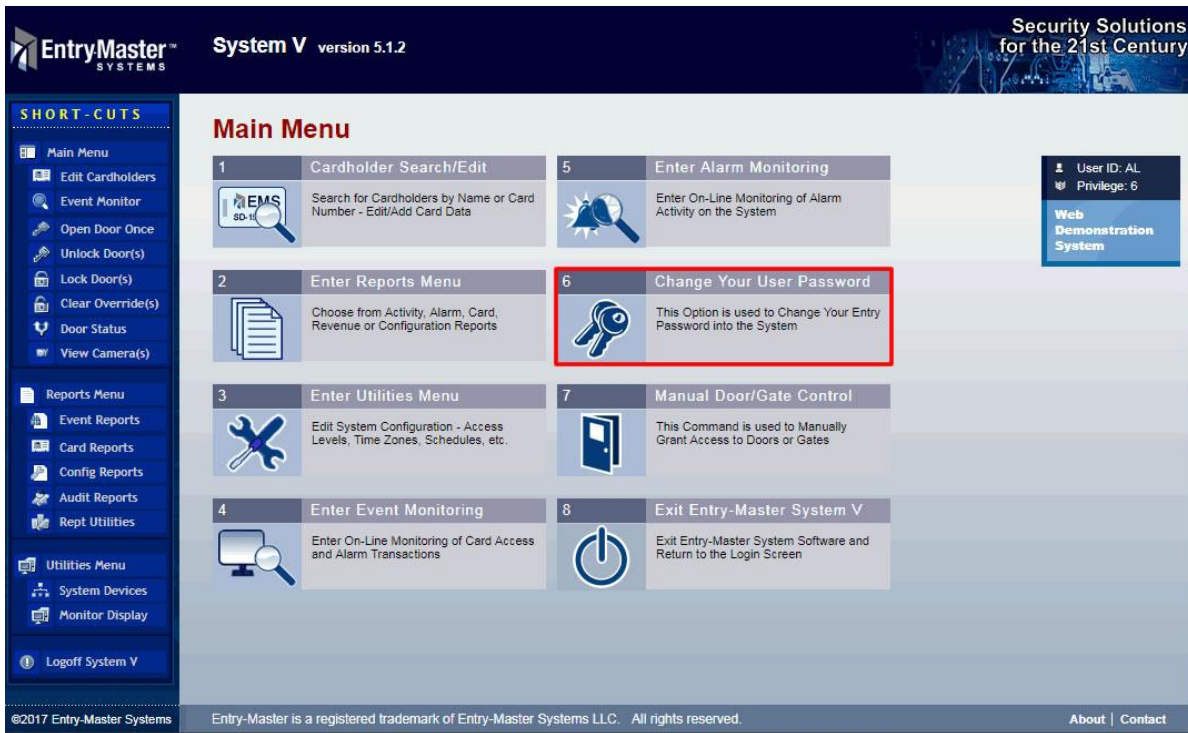 EntryMaster™
SYSTEMS
System V version 5.1.2
Security Solutions
for the 21st Century
SHORT-CUTS
Main Menu
Edit Cardholders
Event Monitor
Open Door Once
Unlock Door(s)
Lock Door(s)
Clear Override(s)
Door Status
View Camera(s)
Reports Menu
Event Reports
Card Reports
Config Reports
Audit Reports
Rept Utilities
Utilities Menu
System Devices
Monitor Display
Logoff System V
©2017 Entry-Master Systems
Main Menu
1 Cardholder Search/Edit
EMS
Search for Cardholders by Name or Card
Number - Edit/Add Card Data
2 Enter Reports Menu
Choose from Activity, Alarm, Card,
Revenue or Configuration Reports
3 Enter Utilities Menu
Edit System Configuration - Access
Levels, Time Zones, Schedules, etc.
4 Enter Event Monitoring
Enter On-Line Monitoring of Card Access
and Alarm Transactions
5 Enter Alarm Monitoring
Enter On-Line Monitoring of Alarm
Activity on the System
6 Change Your User Password
This Option is used to Change Your Entry
Password into the System
7 Manual Door/Gate Control
This Command is used to Manually
Grant Access to Doors or Gates
8 Exit Entry-Master System V
Exit Entry-Master System Software and
Return to the Login Screen
User ID: AL
Privilege: 6
Web
Demonstration
System
Entry-Master is a registered trademark of Entry-Master Systems LLC. All rights reserved.
About | Contact